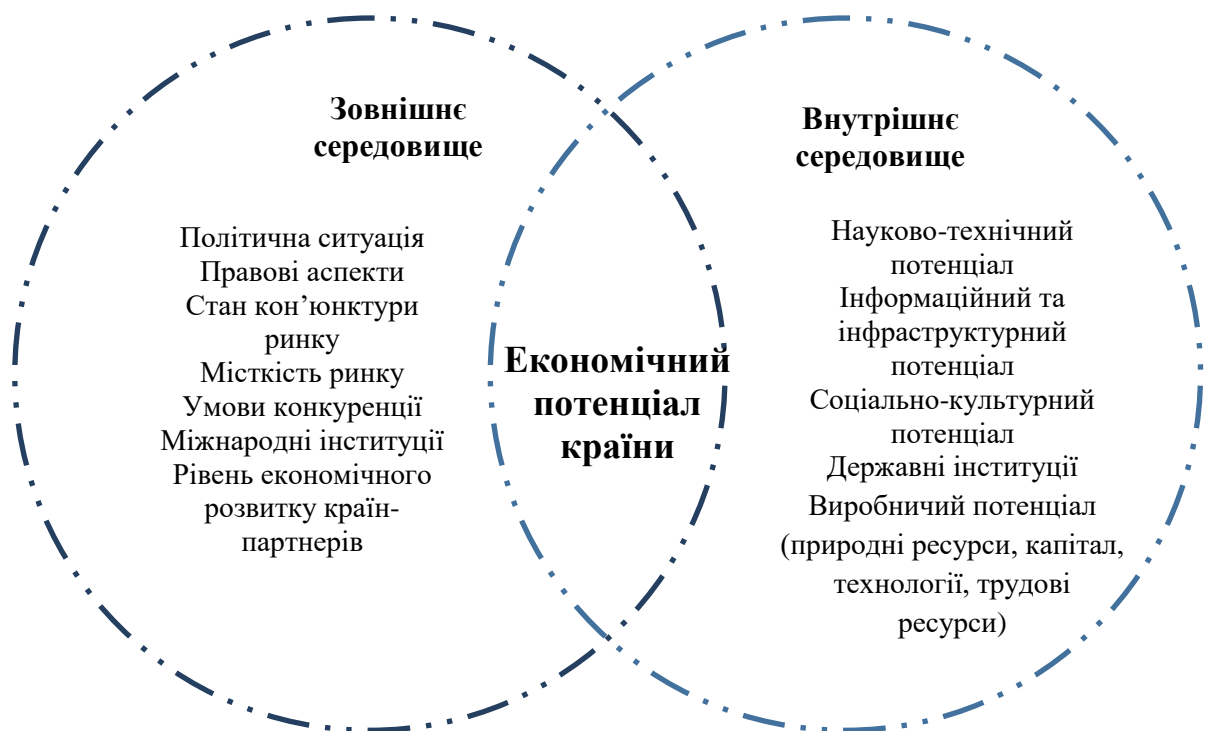 Зовнішнє
середовище
Політична ситуація
Правові аспекти
Стан кон’юнктури
ринку
Місткість ринку
Умови конкуренції
Міжнародні інституції
Рівень економічного
розвитку країн-
партнерів
Економічний
потенціал
країни
Внутрішнє
середовище
Науково-технічний
потенціал
Інформаційний та
інфраструктурний
потенціал
Соціально-культурний
потенціал
Державні інституції
Виробничий потенціал
(природні ресурси, капітал,
технології, трудові
ресурси)